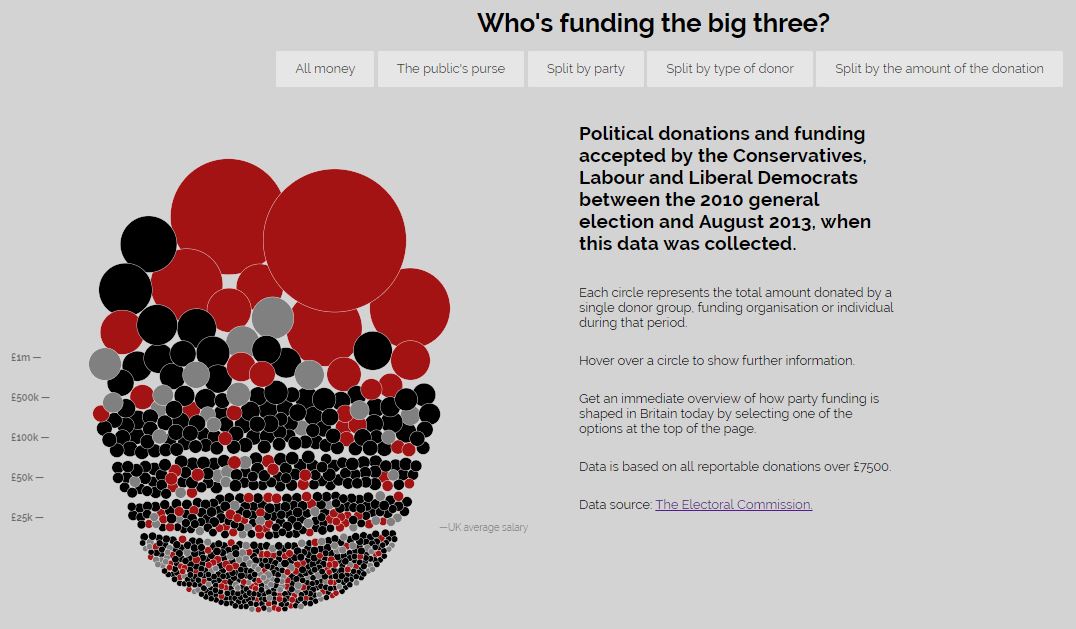 Who's funding the big three?
All money
The public's purse
Split by party
Split by type of donor
Split by the amount of the donation
Political donations and funding
accepted by the Conservatives,
Labour and Liberal Democrats
between the 2010 general
election and August 2013, when
this data was collected.
Each circle represents the total amount donated by a
single donor group, funding organisation or individual
during that period.
Hover over a circle to show further information.
Get an immediate overview of how party funding is
shaped in Britain today by selecting one of the
options at the top of the page.
Data is based on all reportable donations over £7500.
Data source: The Electoral Commission.
£1m —
£500k —
£100k —
£50k —
£25k —
—UK average salary